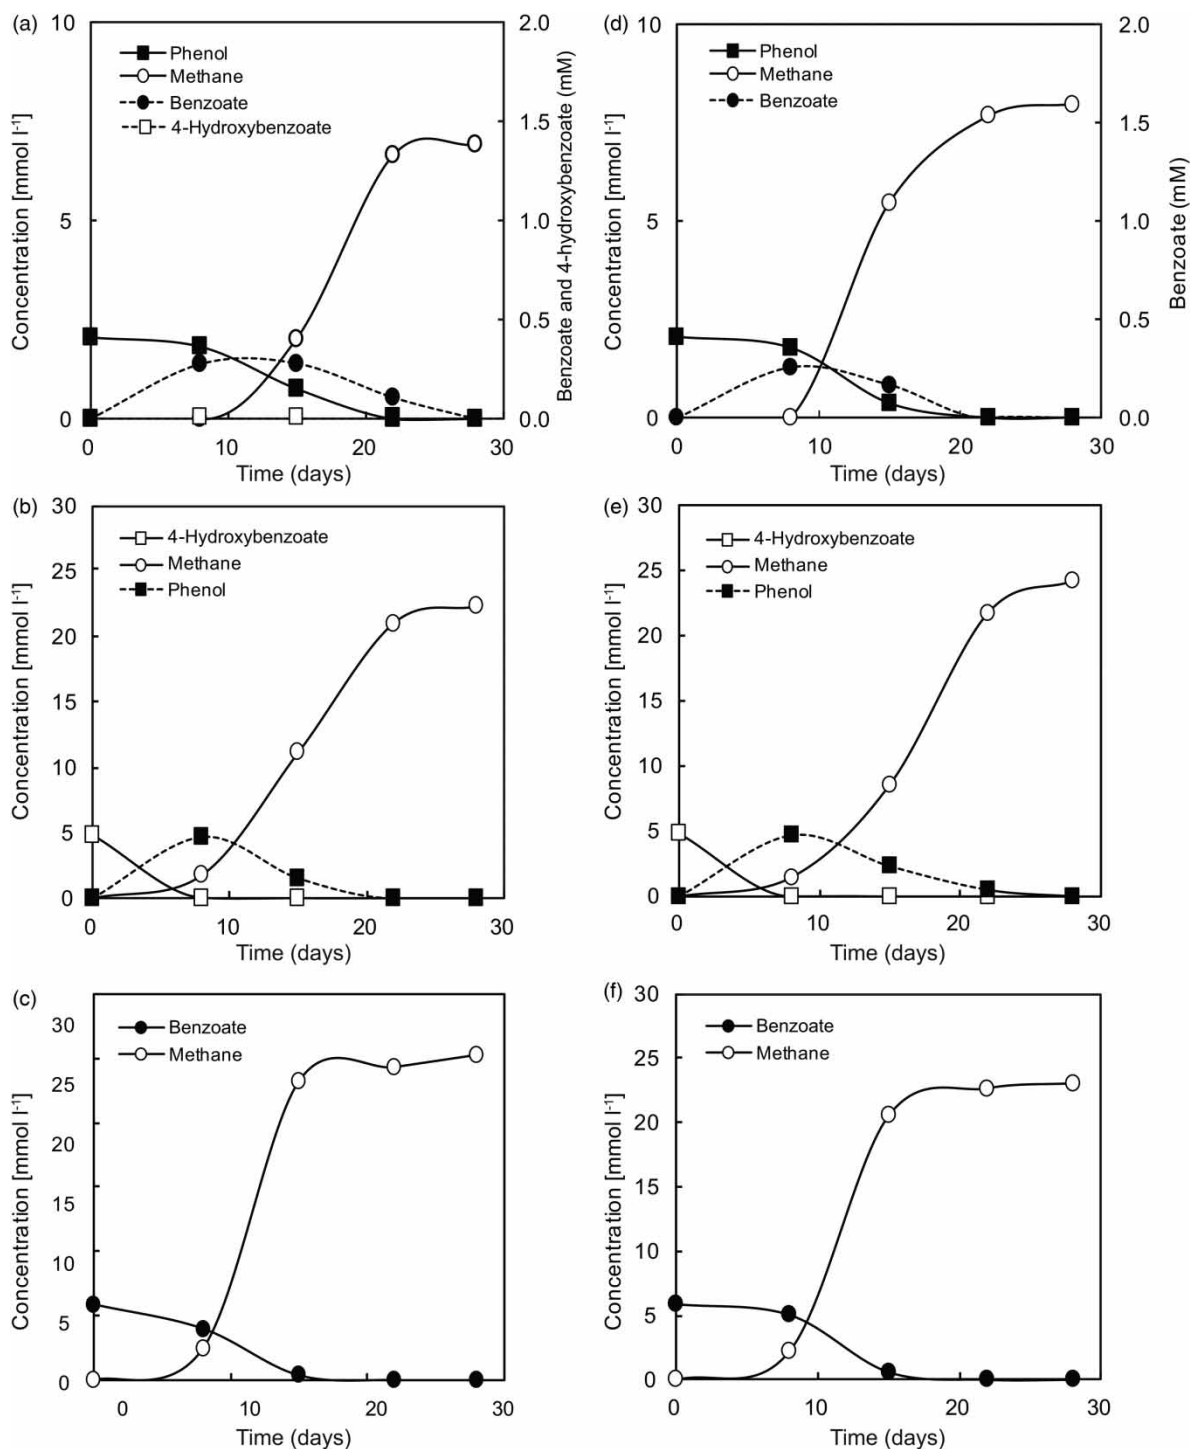 (a)
10
5
0
Concentration [mmol l⁻¹]
Phenol
Methane
Benzoate
4-Hydroxybenzoate
2.0
1.5
1.0
0.5
0.0
Benzoate and 4-hydroxybenzoate (mM)
0 10 20 30
Time (days)
(d)
10
5
0
Concentration [mmol l⁻¹]
Phenol
Methane
Benzoate
2.0
1.5
1.0
0.5
0.0
Benzoate (mM)
0 10 20 30
Time (days)
(b)
30
25
20
15
10
5
0
Concentration [mmol l⁻¹]
4-Hydroxybenzoate
Methane
Phenol
0 10 20 30
Time (days)
(e)
30
25
20
15
10
5
0
Concentration [mmol l⁻¹]
4-Hydroxybenzoate
Methane
Phenol
0 10 20 30
Time (days)
(c)
30
25
20
15
10
5
0
Concentration [mmol l⁻¹]
Benzoate
Methane
0 10 20 30
Time (days)
(f)
30
25
20
15
10
5
0
Concentration [mmol l⁻¹]
Benzoate
Methane
0 10 20 30
Time (days)